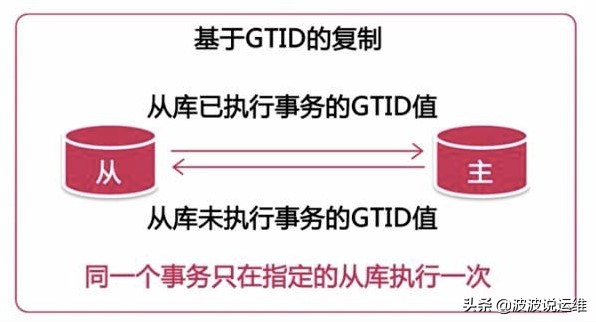 基于GTID的复制
从库已执行事务的GTID值
从
主
从库未执行事务的GTID值
同一个事务只在指定的从库执行一次
头条 @波波说运维